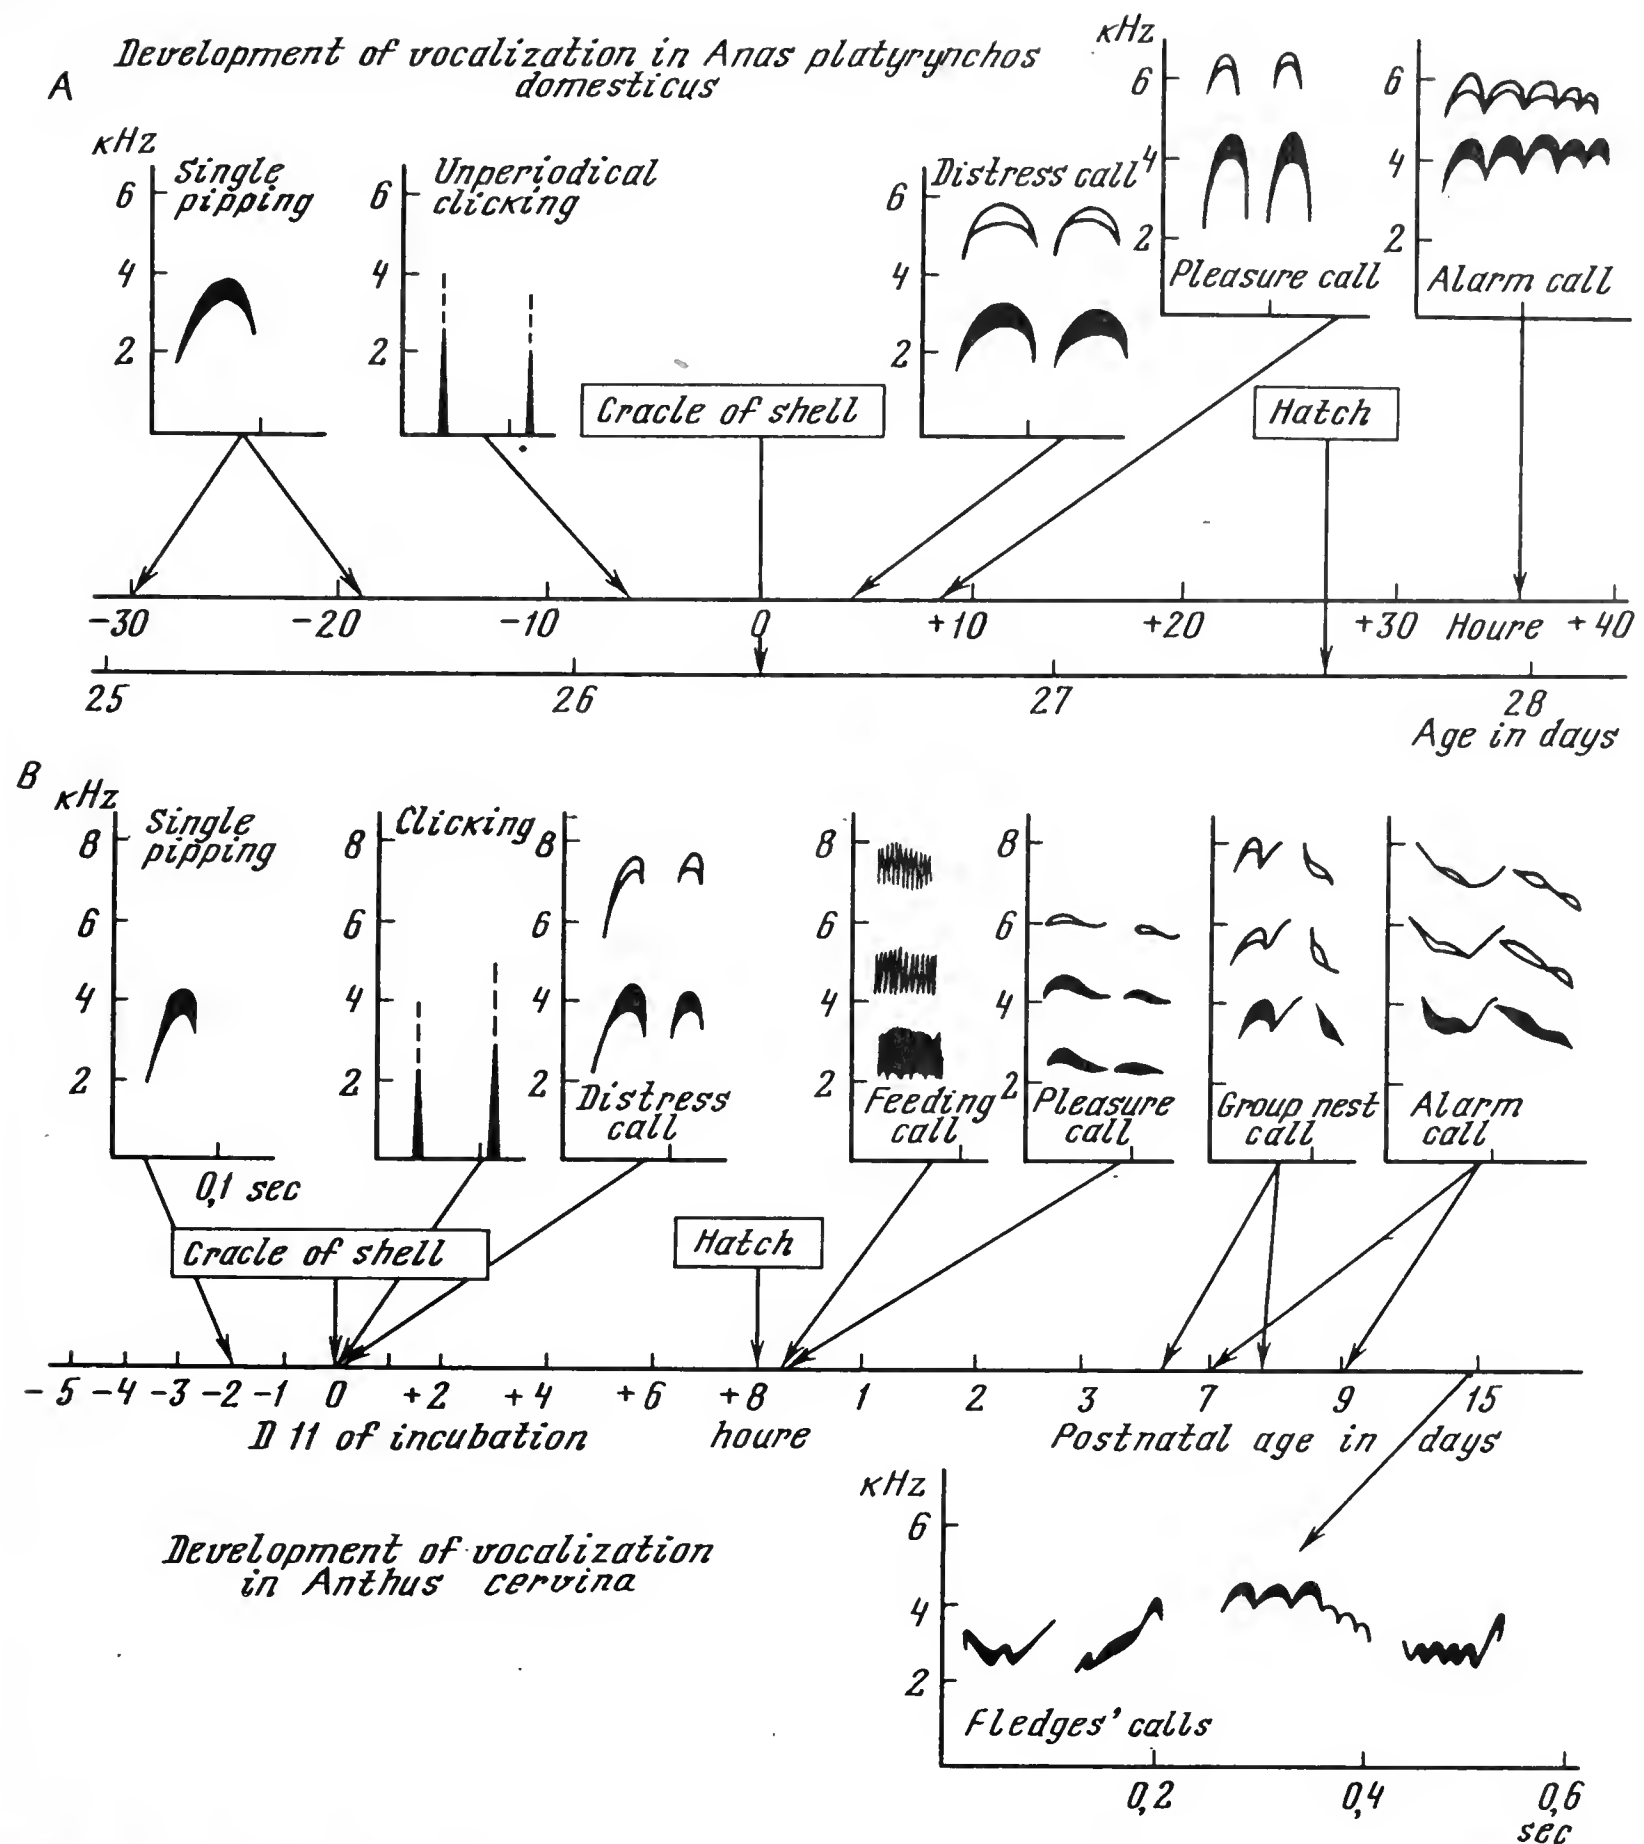 A
Development of vocalization in Anas platyrynchos
domesticus
кHz
6
4
2
Single
pipping
6
4
2
Unperiodical
clicking
Cracle of shell
6
4
2
Distress call
кHz
6
4
2
Pleasure call
6
4
2
Alarm call
Hatch
-30 -20 -10 0 +10 +20 +30 Houre +40
25 26 27 28
Age in days
B
кHz
8
6
4
2
Single
pipping
0,1 sec
8
6
4
2
Clicking
8
6
4
2
Distress
call
8
6
4
2
Feeding
call
8
6
4
2
Pleasure
call
Group nest
call
Alarm
call
Cracle of shell
Hatch
-5 -4 -3 -2 -1 0 +2 +4 +6 +8 1 2 3 7 9 15
D 11 of incubation houre Postnatal age in days
Development of vocalization
in Anthus cervina
кHz
6
4
2
Fledges' calls
0,2 0,4 0,6
sec